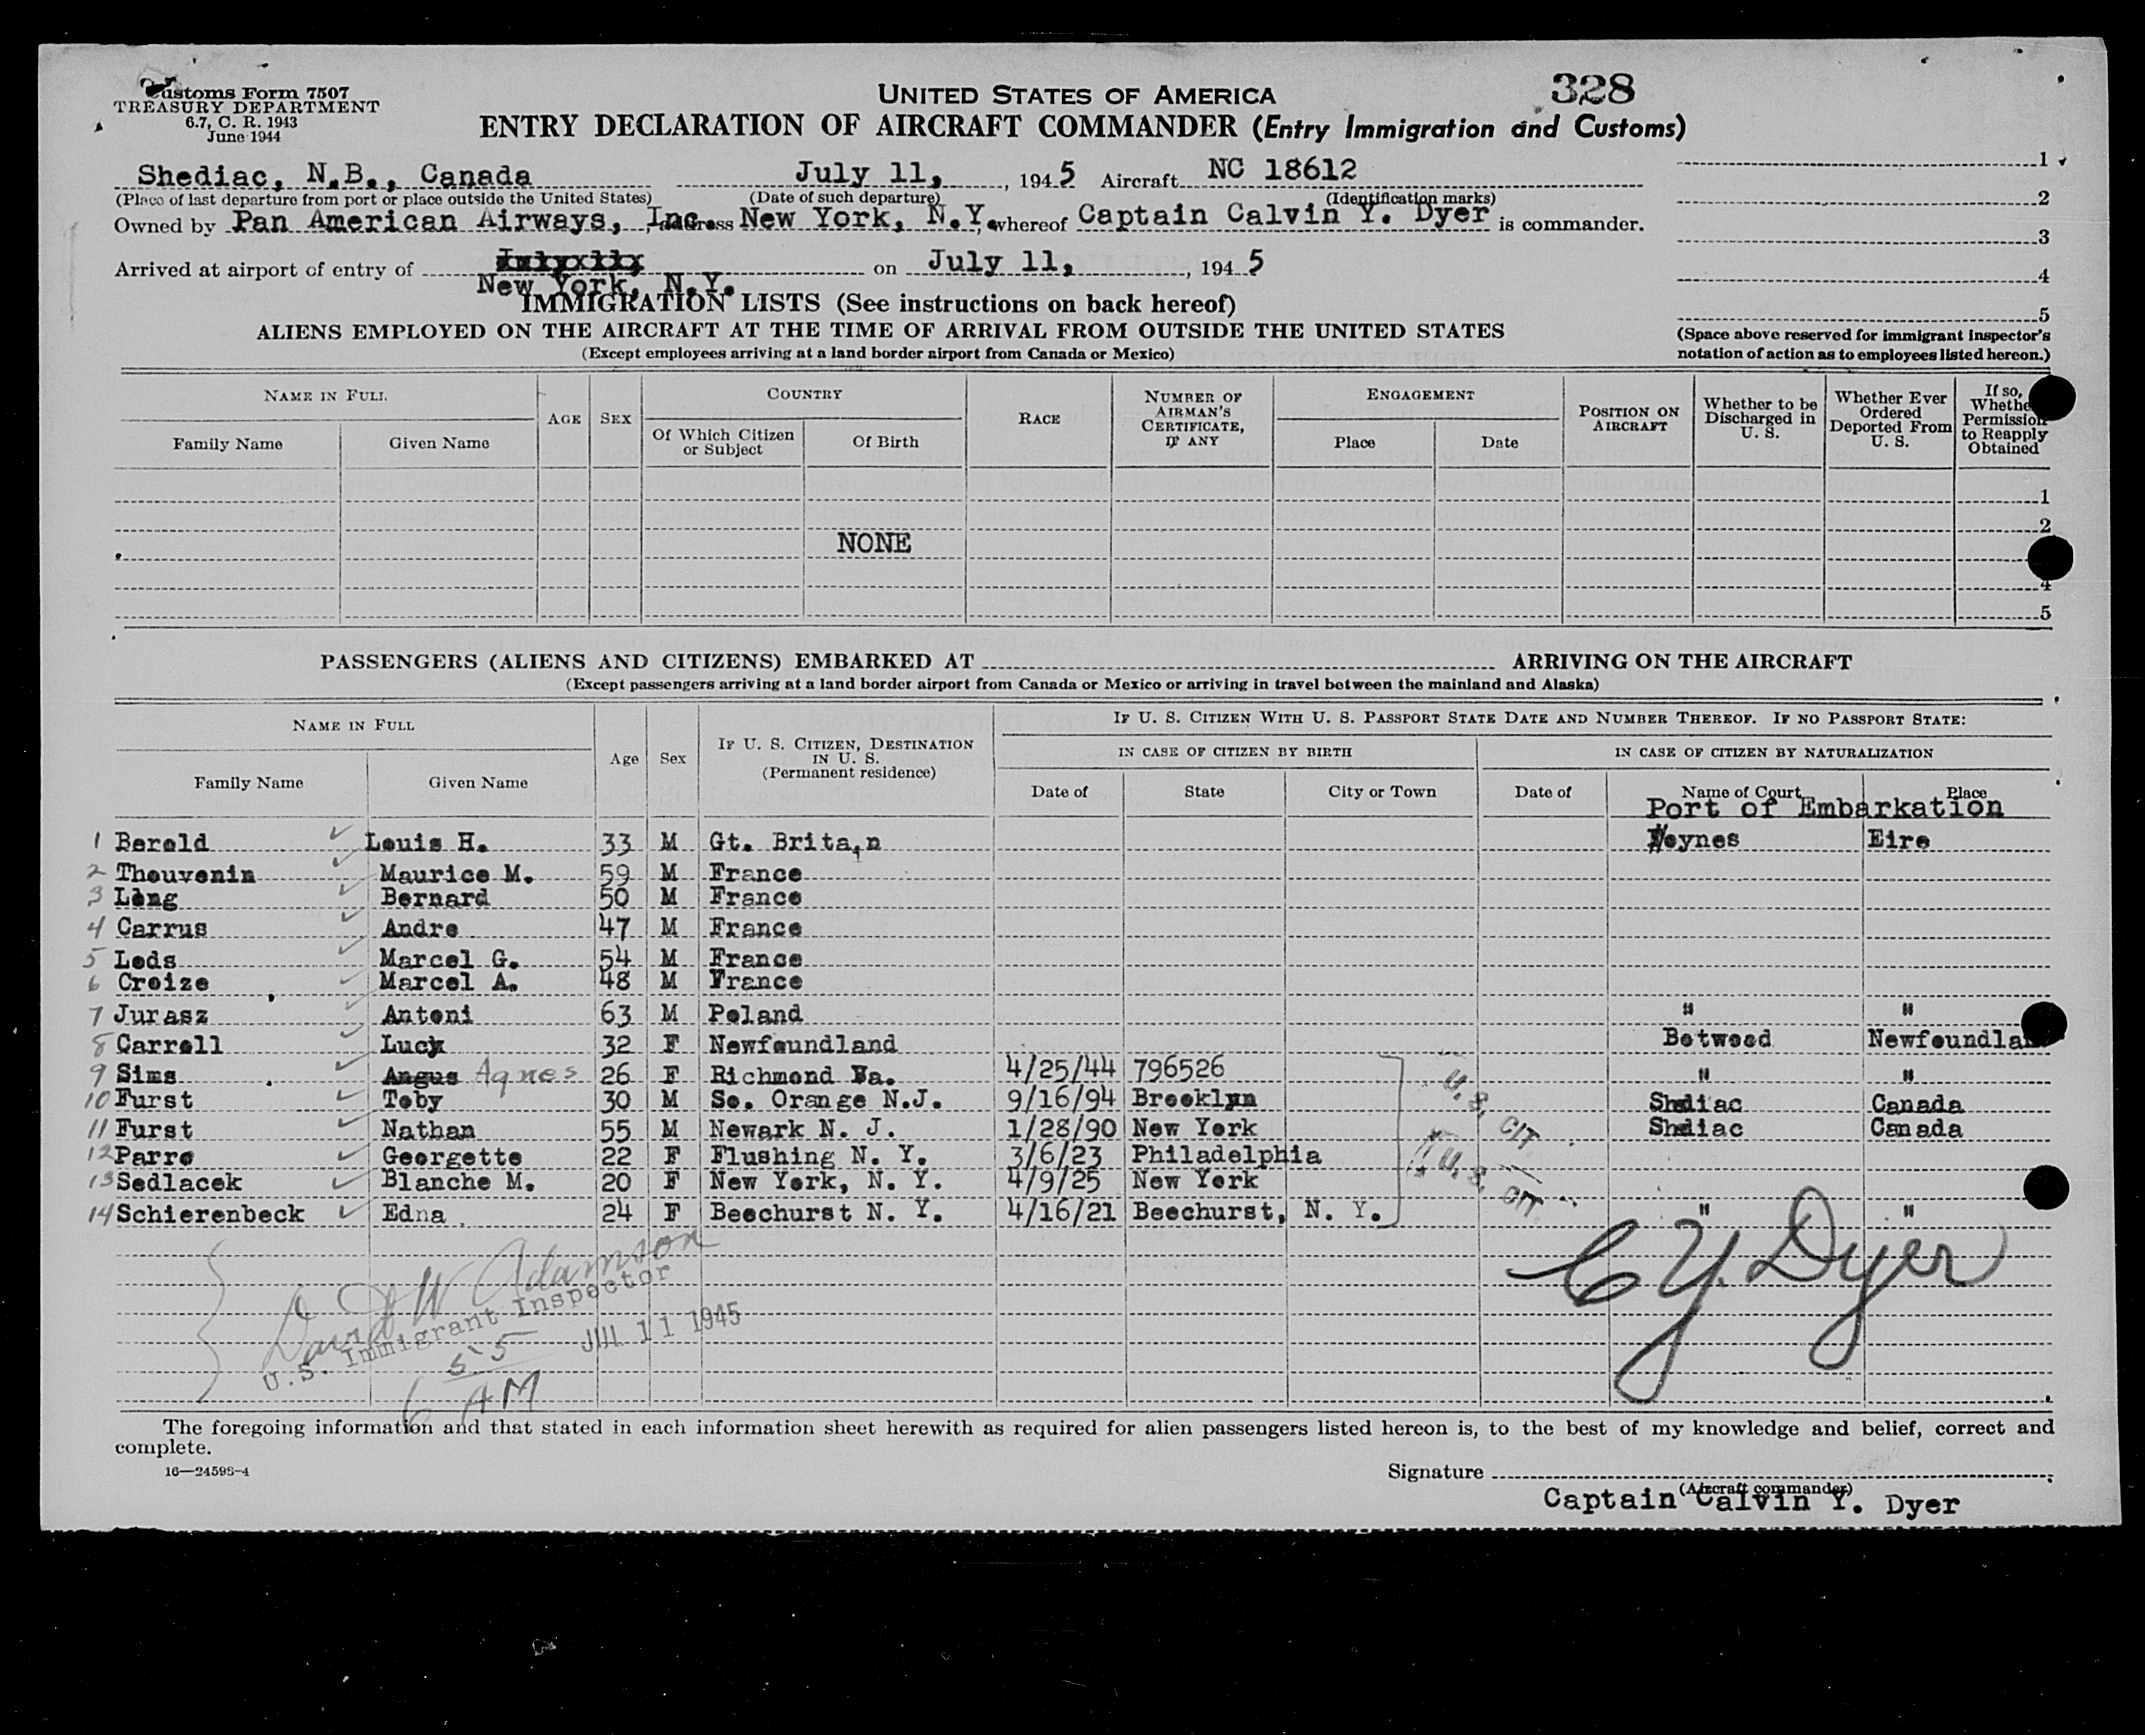 Customs Form 7507
TREASURY DEPARTMENT
6.7, C. R. 1943
June 1944
UNITED STATES OF AMERICA
328
ENTRY DECLARATION OF AIRCRAFT COMMANDER (Entry Immigration and Customs)
Shediac, N.B., Canada July 11, 1945 Aircraft NC 18612
(Place of last departure from port or place outside the United States) (Date of such departure) (Identification marks)
Owned by Pan American Airways, Inc. address New York, N.Y., whereof Captain Calvin Y. Dyer is commander.
Arrived at airport of entry of on July 11, 1945
New York, N.Y.
1
2
3
4
5
(Space above reserved for immigrant inspector's
notation of action as to employees listed hereon.)
IMMIGRATION LISTS (See instructions on back hereof)
ALIENS EMPLOYED ON THE AIRCRAFT AT THE TIME OF ARRIVAL FROM OUTSIDE THE UNITED STATES
(Except employees arriving at a land border airport from Canada or Mexico)
NAME IN FULL
Family Name Given Name
AGE SEX
COUNTRY
Of Which Citizen or Subject Of Birth
RACE
NUMBER OF AIRMAN'S CERTIFICATE, IF ANY
ENGAGEMENT
Place Date
POSITION ON AIRCRAFT
Whether to be Discharged in U. S.
Whether Ever Ordered Deported From U. S.
If so, Whether Permission to Reapply Obtained
1
2
NONE
4
5
PASSENGERS (ALIENS AND CITIZENS) EMBARKED AT ARRIVING ON THE AIRCRAFT
(Except passengers arriving at a land border airport from Canada or Mexico or arriving in travel between the mainland and Alaska)
NAME IN FULL
Family Name Given Name
Age Sex
IF U. S. CITIZEN, DESTINATION IN U. S.
(Permanent residence)
IF U. S. CITIZEN WITH U. S. PASSPORT STATE DATE AND NUMBER THEREOF. IF NO PASSPORT STATE:
IN CASE OF CITIZEN BY BIRTH IN CASE OF CITIZEN BY NATURALIZATION
Date of State City or Town Date of Name of Court Place
Port of Embarkation
1 Berold Louis H. 33 M Gt. Britain Foynes Eire
2 Thouvenin Maurice M. 59 M France
3 Lang Bernard 50 M France
4 Carrus Andre 47 M France
5 Leds Marcel G. 54 M France
6 Croize Marcel A. 48 M France
7 Jurasz Antoni 63 M Poland " "
8 Carroll Lucy 32 F Newfoundland Botwood Newfoundland
9 Sims Angus Agnes 26 F Richmond Va. 4/25/44 796526 " "
10 Furst Toby 30 M So. Orange N.J. 9/16/94 Brooklyn Shediac Canada
11 Furst Nathan 55 M Newark N. J. 1/28/90 New York Shediac Canada
12 Parre Georgette 22 F Flushing N. Y. 3/6/23 Philadelphia
13 Sedlacek Blanche M. 20 F New York, N. Y. 4/9/25 New York
14 Schierenbeck Edna 24 F Beechurst N. Y. 4/16/21 Beechurst, N. Y. " "
U. S. CIT.
U. S. CIT.
David W Adamson
U.S. Immigrant Inspector
JUL 11 1945
6 55 AM
C Y. Dyer
The foregoing information and that stated in each information sheet herewith as required for alien passengers listed hereon is, to the best of my knowledge and belief, correct and
complete.
16—24598-4
Signature
(Aircraft commander)
Captain Calvin Y. Dyer